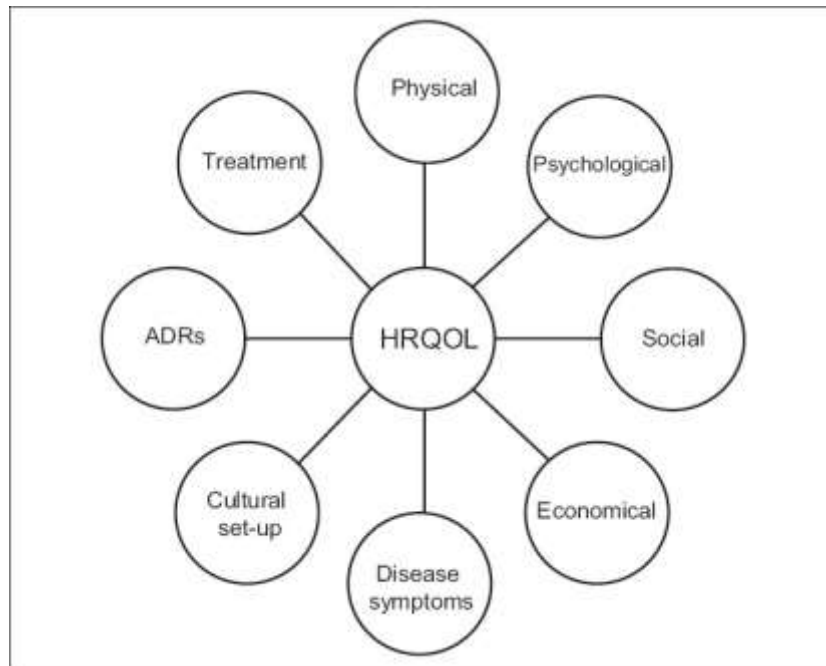 Physical
Treatment
Psychological
ADRs
HRQOL
Social
Cultural
set-up
Economical
Disease
symptoms